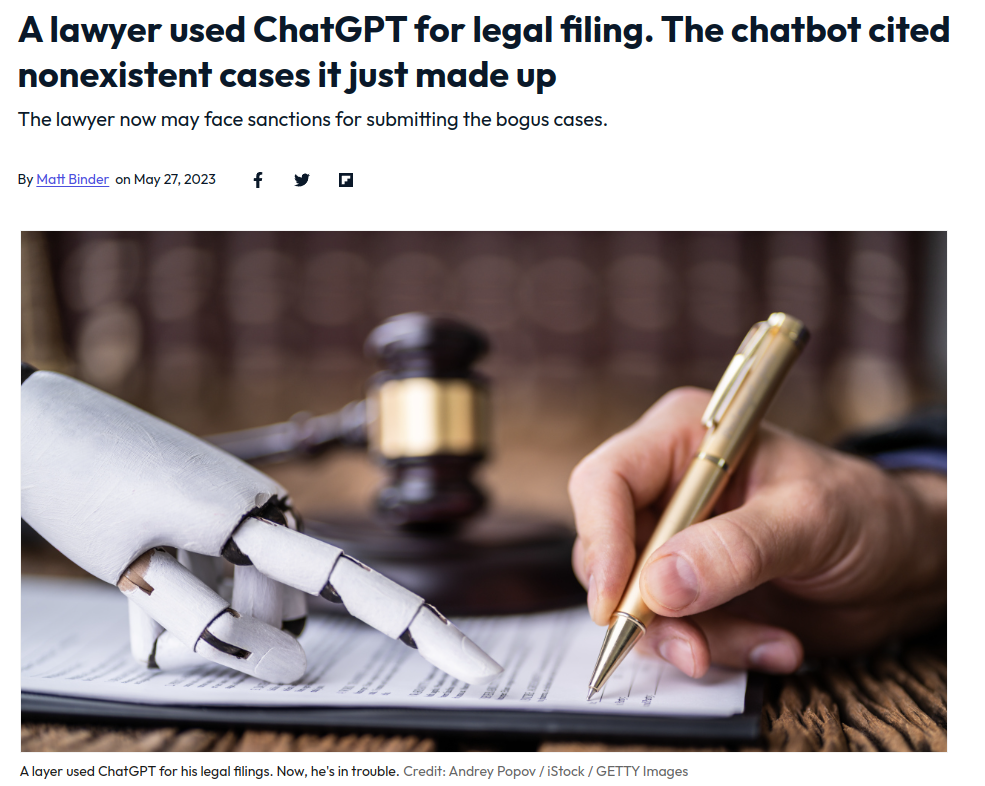 A lawyer used ChatGPT for legal filing. The chatbot cited
nonexistent cases it just made up
The lawyer now may face sanctions for submitting the bogus cases.
By Matt Binder on May 27, 2023
A layer used ChatGPT for his legal filings. Now, he's in trouble. Credit: Andrey Popov / iStock / GETTY Images